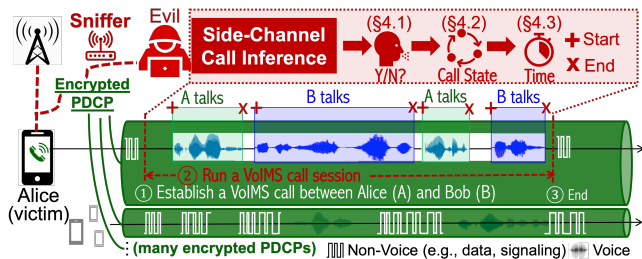 Sniffer
Evil
Side-Channel
Call Inference
(§4.1)
(§4.2)
(§4.3)
Y/N?
Call State
Time
+ Start
x End
Encrypted
PDCP
A talks
B talks
A talks
B talks
② Run a VoIMS call session
① Establish a VoIMS call between Alice (A) and Bob (B)
③ End
Alice
(victim)
(many encrypted PDCPs)
Non-Voice (e.g., data, signaling)
Voice